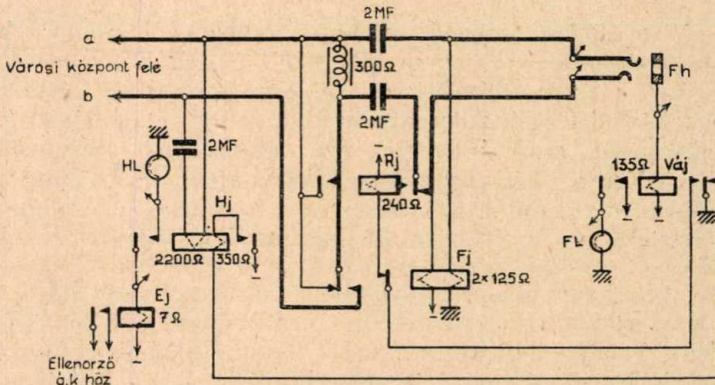 2MF
a
Városi központ felé
300Ω
Fh
b
2MF
2MF
HL
Rj
135Ω Váj
240Ω
Hj
Fj
FL
2200Ω 350Ω
2×125Ω
Ej
7Ω
Ellenorző
á.k hoz